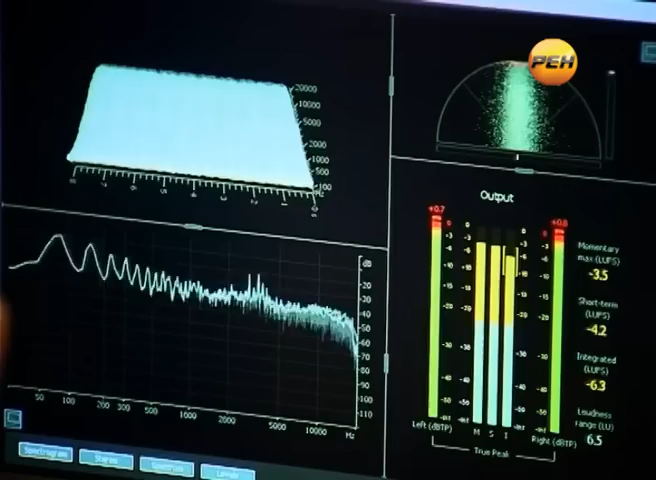 РЕН
20000
10000
5000
2000
1000
500
100
Hz
Output
+0.7
+0.8
Momentary
max (LUFS)
-3.5
Short-term
(LUFS)
-4.2
Integrated
(LUFS)
-6.3
Loudness
range (LU)
6.5
Left (dBTP)
M S I
Right (dBTP)
True Peak
dB
-20
-30
-40
-50
-60
-70
-80
-90
-100
-110
50 100 200 300 500 1000 2000 5000 10000 Hz
Spectrogram
Stereo
Spectrum
Levels